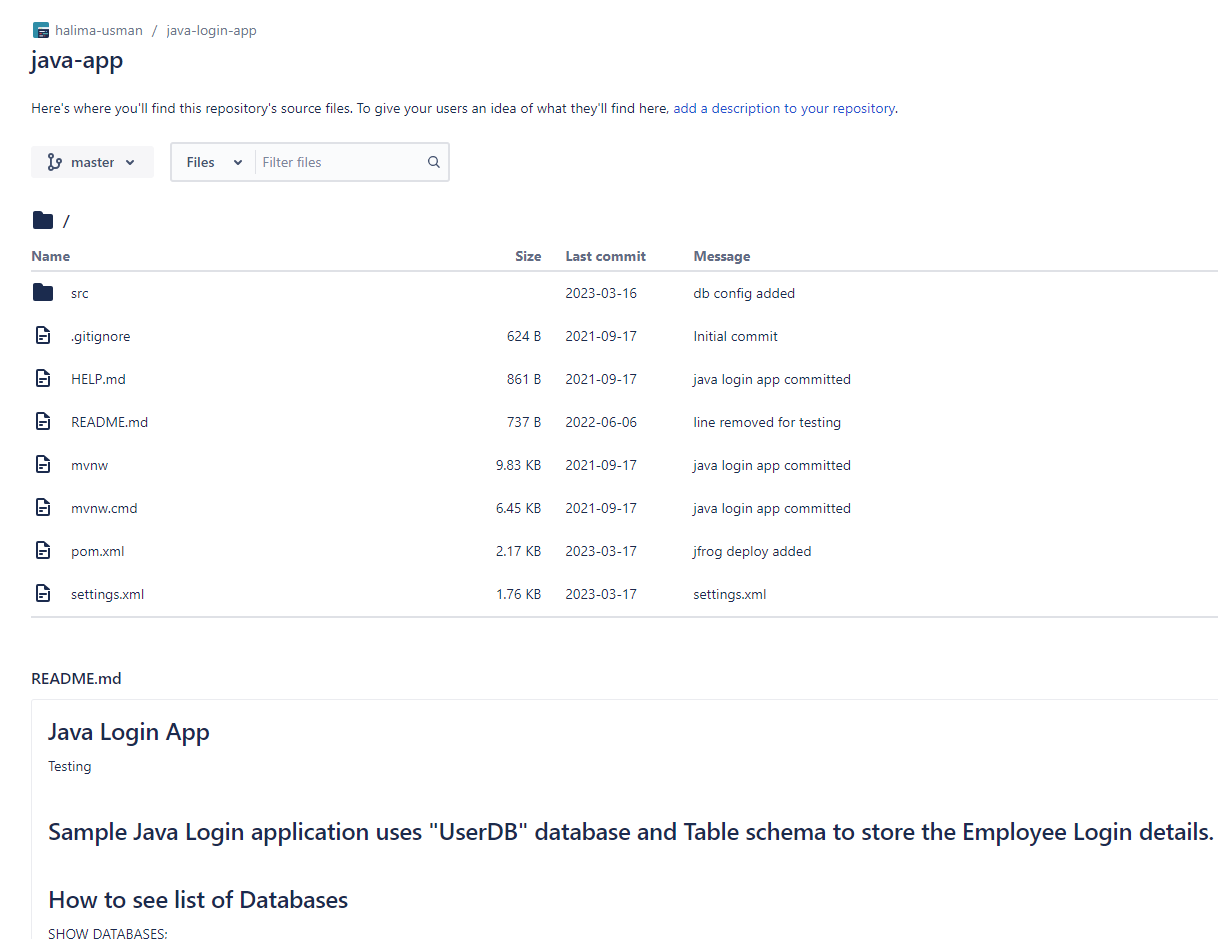 halima-usman / java-login-app
java-app
Here's where you'll find this repository's source files. To give your users an idea of what they'll find here, add a description to your repository.
master Files Filter files
/
Name Size Last commit Message
src 2023-03-16 db config added
.gitignore 624 B 2021-09-17 Initial commit
HELP.md 861 B 2021-09-17 java login app committed
README.md 737 B 2022-06-06 line removed for testing
mvnw 9.83 KB 2021-09-17 java login app committed
mvnw.cmd 6.45 KB 2021-09-17 java login app committed
pom.xml 2.17 KB 2023-03-17 jfrog deploy added
settings.xml 1.76 KB 2023-03-17 settings.xml
README.md
Java Login App
Testing
Sample Java Login application uses "UserDB" database and Table schema to store the Employee Login details.
How to see list of Databases
SHOW DATABASES;